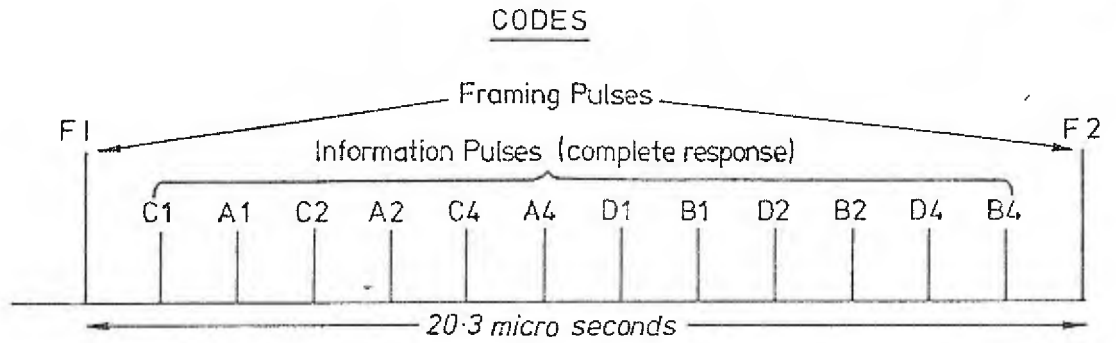 CODES
Framing Pulses
F1 F2
Information Pulses (complete response)
C1 A1 C2 A2 C4 A4 D1 B1 D2 B2 D4 B4
20·3 micro seconds